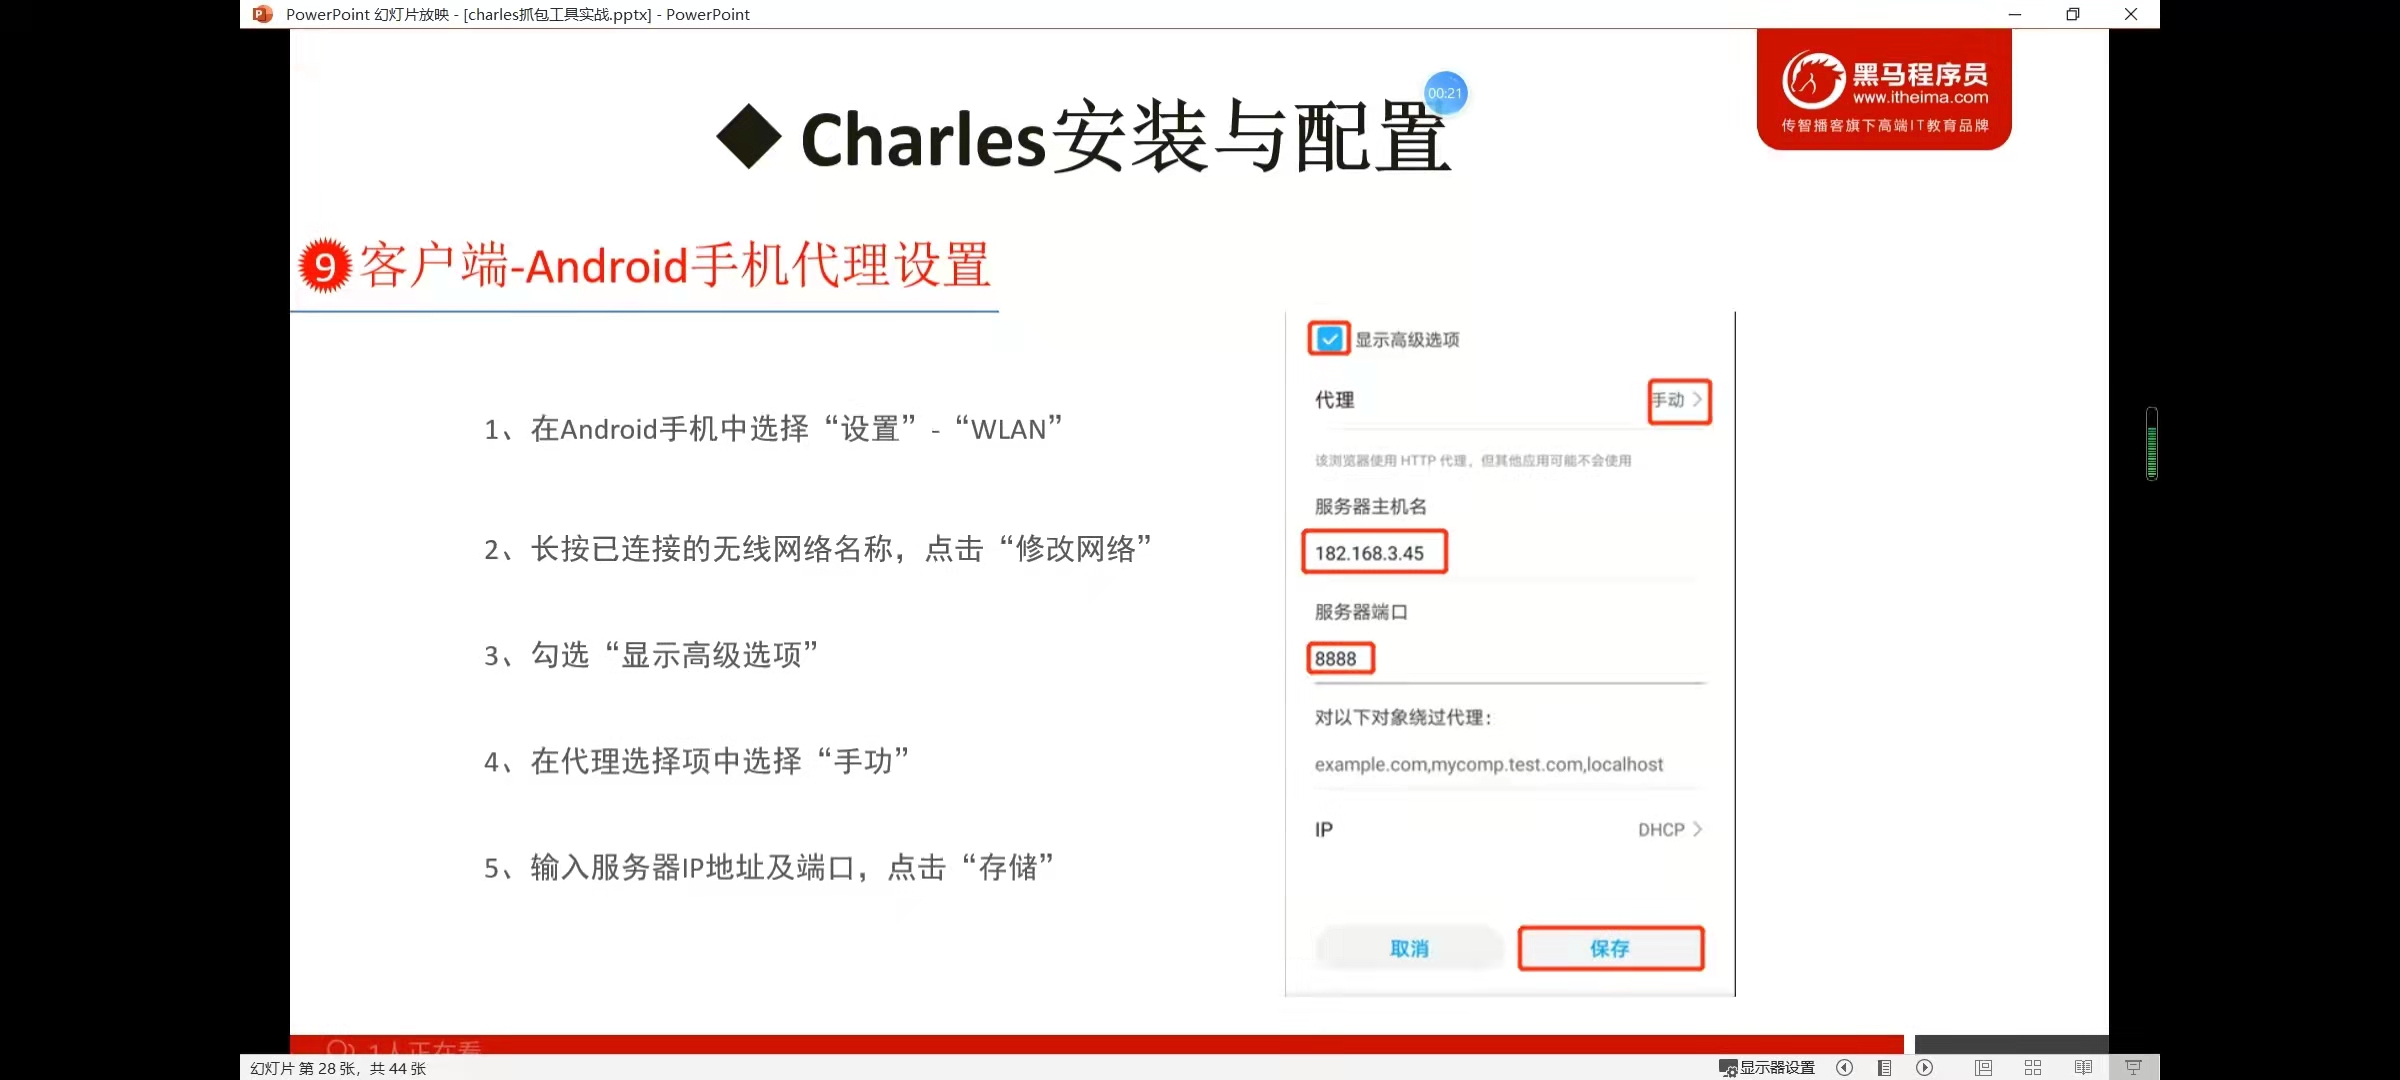 PowerPoint 幻灯片放映 - [charles抓包工具实战.pptx] - PowerPoint
黑马程序员
www.itheima.com
传智播客旗下高端IT教育品牌
00:21
◆ Charles安装与配置
9 客户端-Android手机代理设置
1、在Android手机中选择“设置” - “WLAN”
2、长按已连接的无线网络名称，点击“修改网络”
3、勾选“显示高级选项”
4、在代理选择项中选择“手功”
5、输入服务器IP地址及端口，点击“存储”
显示高级选项
代理 手动 >
该浏览器使用 HTTP 代理，但其他应用可能不会使用
服务器主机名
182.168.3.45
服务器端口
8888
对以下对象绕过代理：
example.com,mycomp.test.com,localhost
IP DHCP >
取消 保存
1人正在看
幻灯片 第 28 张，共 44 张 显示器设置